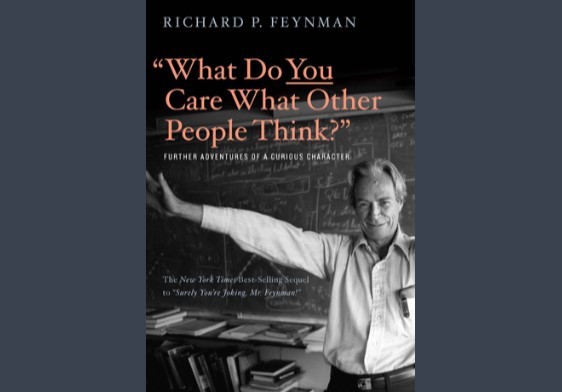 RICHARD P. FEYNMAN
“What Do You
Care What Other
People Think?”
FURTHER ADVENTURES OF A CURIOUS CHARACTER
The New York Times Best-Selling Sequel
to “Surely You're Joking, Mr. Feynman!”